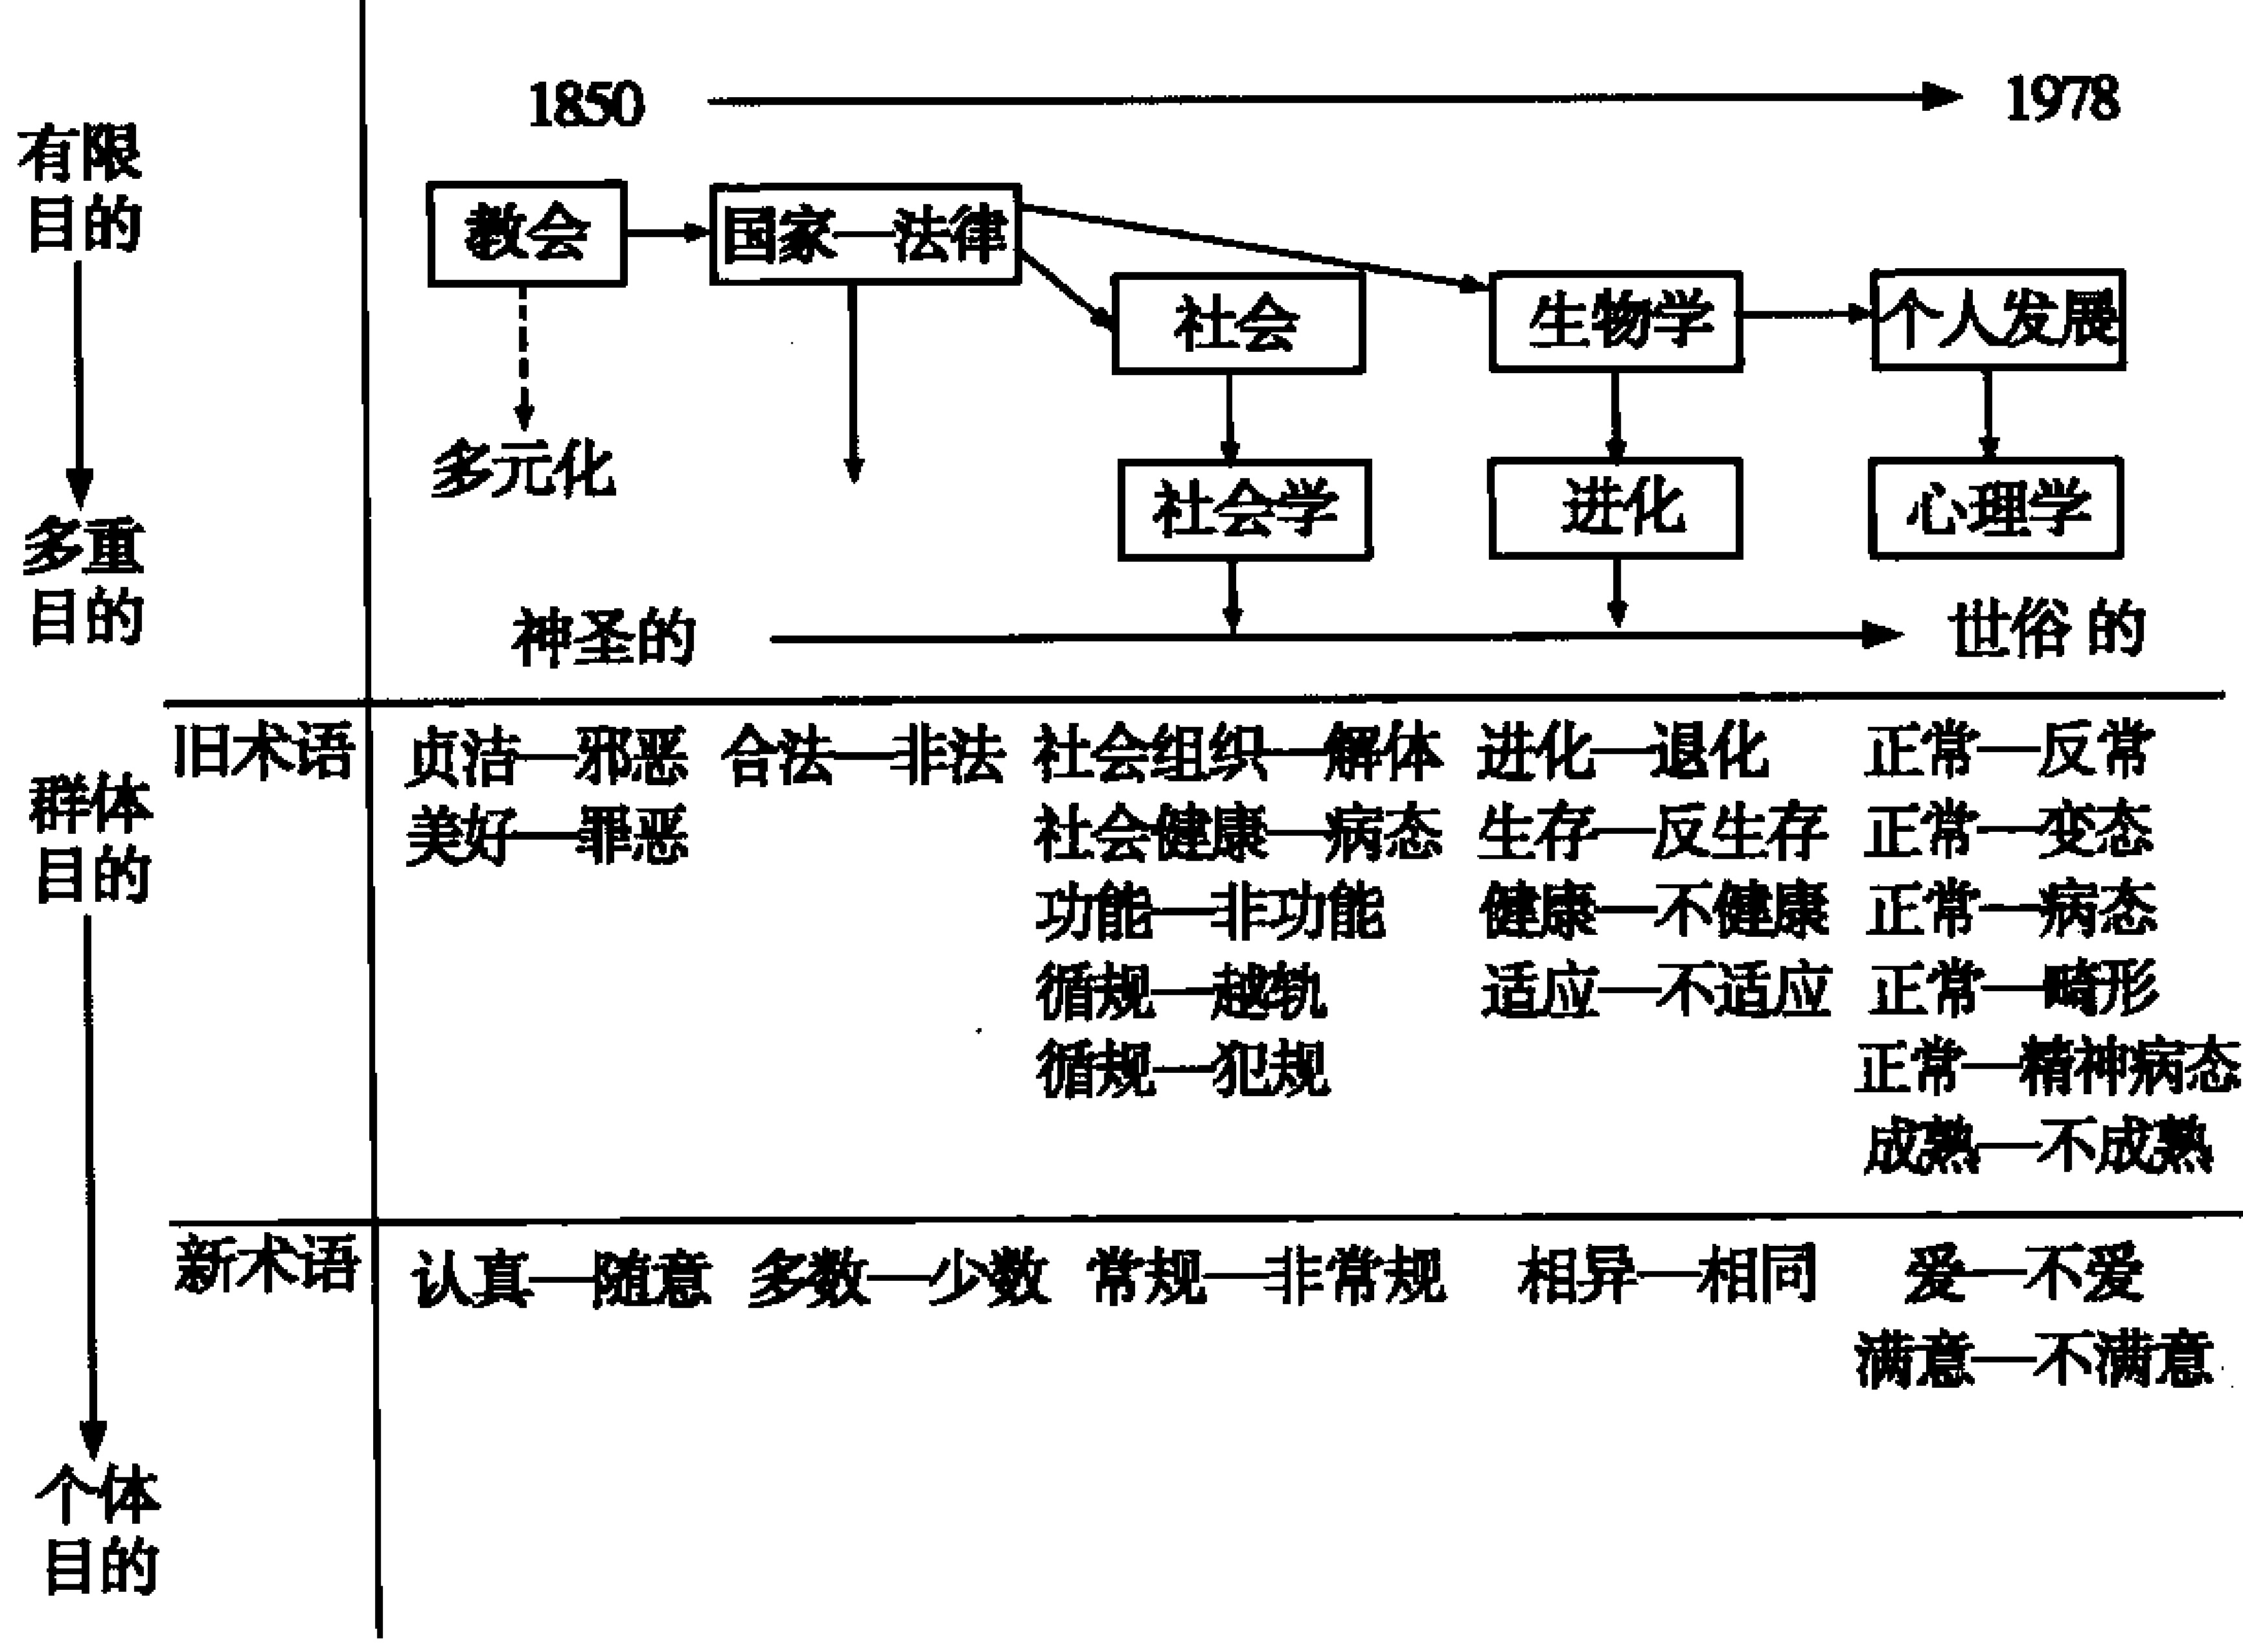 1850 1978
有限
目的
教会 国家—法律
社会 生物学 个人发展
多元化
社会学 进化 心理学
多重
目的
神圣的 世俗的
旧术语 贞洁—邪恶 合法—非法 社会组织—解体 进化—退化 正常—反常
群体
目的
美好—罪恶 社会健康—病态 生存—反生存 正常—变态
功能—非功能 健康—不健康 正常—病态
循规—越轨 适应—不适应 正常—畸形
循规—犯规 正常—精神病态
成熟—不成熟
新术语 认真—随意 多数—少数 常规—非常规 相异—相同 爱—不爱
满意—不满意
个体
目的